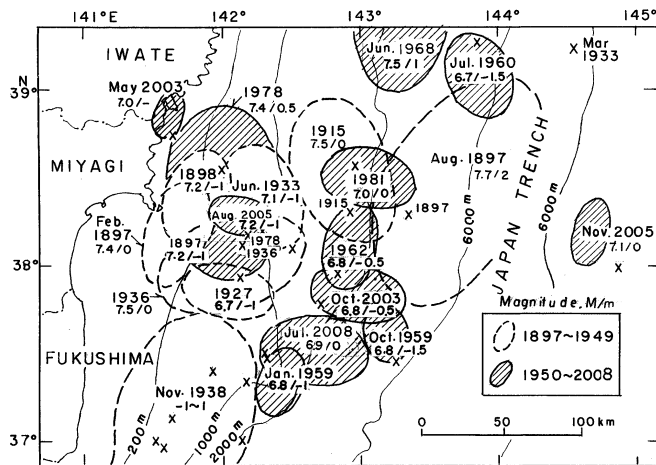 141° 142° 143° 144° 145°E
IWATE
Jun. 1968
7.5/1
Jul. 1960
6.7/-1.5
Mar
1933
N
39°
May 2003
7.0/-
1978
7.4/0.5
1915
7.5/0
MIYAGI
1898
7.2/-1
Jun. 1933
7.1/-1
1981
7.0/0
Aug. 1897
7.7/2
JAPAN TRENCH
6000m
6000m
Feb.
1897
7.4/0
Aug. 2005
7.2/-1
1915
1897
Nov. 2005
7.1/0
1897
7.2/-1
1978
1936
1962
6.8/-0.5
38°
1936
7.5/0
1927
6.7/-1
Oct. 2003
6.8/-0.5
Magnitude, M/m
1897~1949
1950~2008
FUKUSHIMA
Jul. 2008
6.9/0
Oct. 1959
6.8/-1.5
Jan. 1959
6.8/-1
Nov. 1938
-1~1
200m
1000m
2000m
37°
0 50 100 km